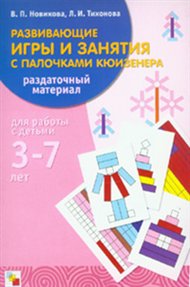 В. П. Новикова, Л. И. Тихонова
РАЗВИВАЮЩИЕ
ИГРЫ И ЗАНЯТИЯ
С ПАЛОЧКАМИ КЮИЗЕНЕРА
раздаточный
материал
для работы
с детьми
3-7
лет